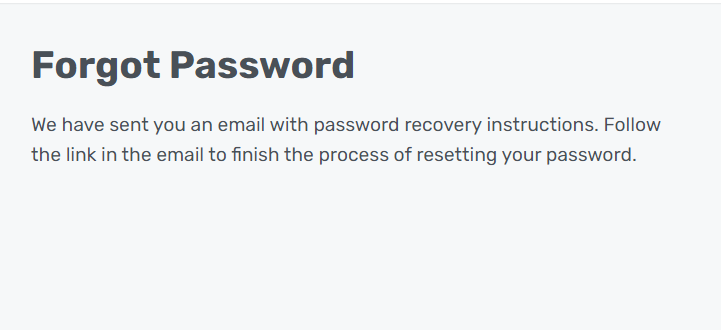 Forgot Password
We have sent you an email with password recovery instructions. Follow
the link in the email to finish the process of resetting your password.